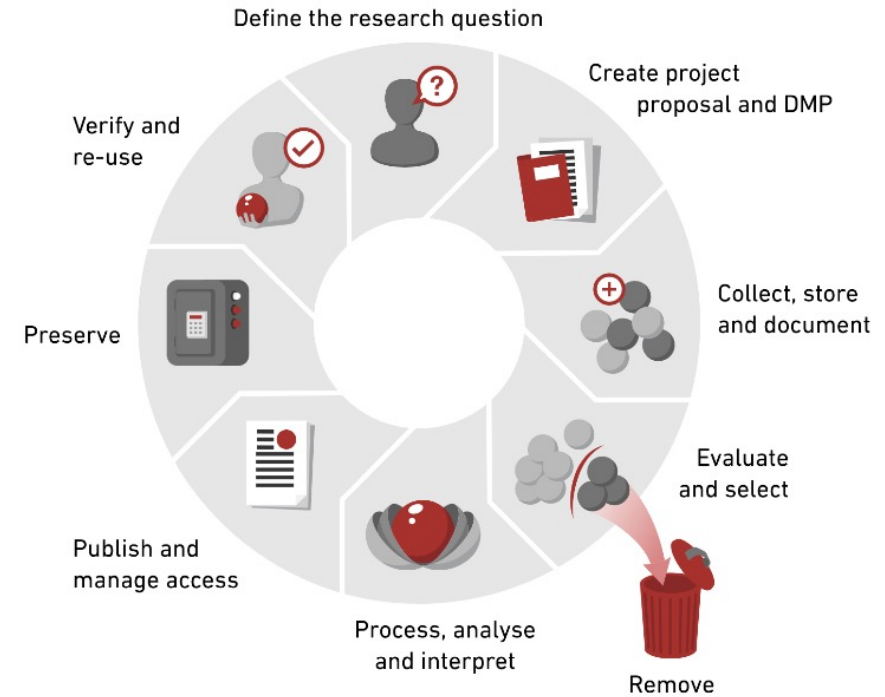 Define the research question
Create project
proposal and DMP
Collect, store
and document
Evaluate
and select
Remove
Process, analyse
and interpret
Publish and
manage access
Preserve
Verify and
re-use
?